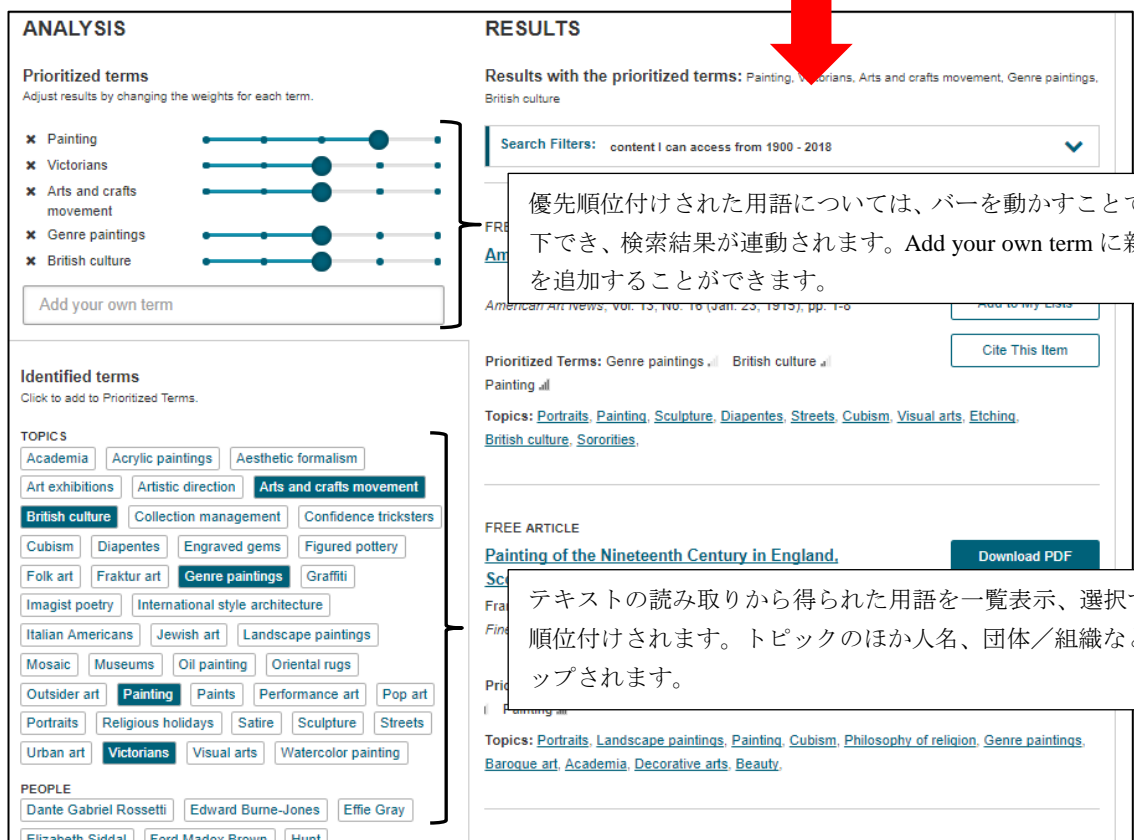 ANALYSIS
Prioritized terms
Adjust results by changing the weights for each term.
× Painting
× Victorians
× Arts and crafts
movement
× Genre paintings
× British culture
Add your own term
Identified terms
Click to add to Prioritized Terms.
TOPICS
Academia Acrylic paintings Aesthetic formalism
Art exhibitions Artistic direction Arts and crafts movement
British culture Collection management Confidence tricksters
Cubism Diapentes Engraved gems Figured pottery
Folk art Fraktur art Genre paintings Graffiti
Imagist poetry International style architecture
Italian Americans Jewish art Landscape paintings
Mosaic Museums Oil painting Oriental rugs
Outsider art Painting Paints Performance art Pop art
Portraits Religious holidays Satire Sculpture Streets
Urban art Victorians Visual arts Watercolor painting
PEOPLE
Dante Gabriel Rossetti Edward Burne-Jones Effie Gray
Elizabeth Siddal Ford Madox Brown Hunt
RESULTS
Results with the prioritized terms: Painting, Victorians, Arts and crafts movement, Genre paintings,
British culture
Search Filters: content I can access from 1900 - 2018
優先順位付けされた用語については、バーを動かすことで
下でき、検索結果が連動されます。Add your own term に新
を追加することができます。
American Art News, Vol. 13, No. 16 (Jan. 23, 1915), pp. 1-8
Add to My Lists
Cite This Item
Prioritized Terms: Genre paintings British culture
Painting
Topics: Portraits, Painting, Sculpture, Diapentes, Streets, Cubism, Visual arts, Etching,
British culture, Sororities,
FREE ARTICLE
Painting of the Nineteenth Century in England,
Download PDF
テキストの読み取りから得られた用語を一覧表示、選択で
順位付けされます。トピックのほか人名、団体／組織など
ップされます。
Painting
Topics: Portraits, Landscape paintings, Painting, Cubism, Philosophy of religion, Genre paintings,
Baroque art, Academia, Decorative arts, Beauty,